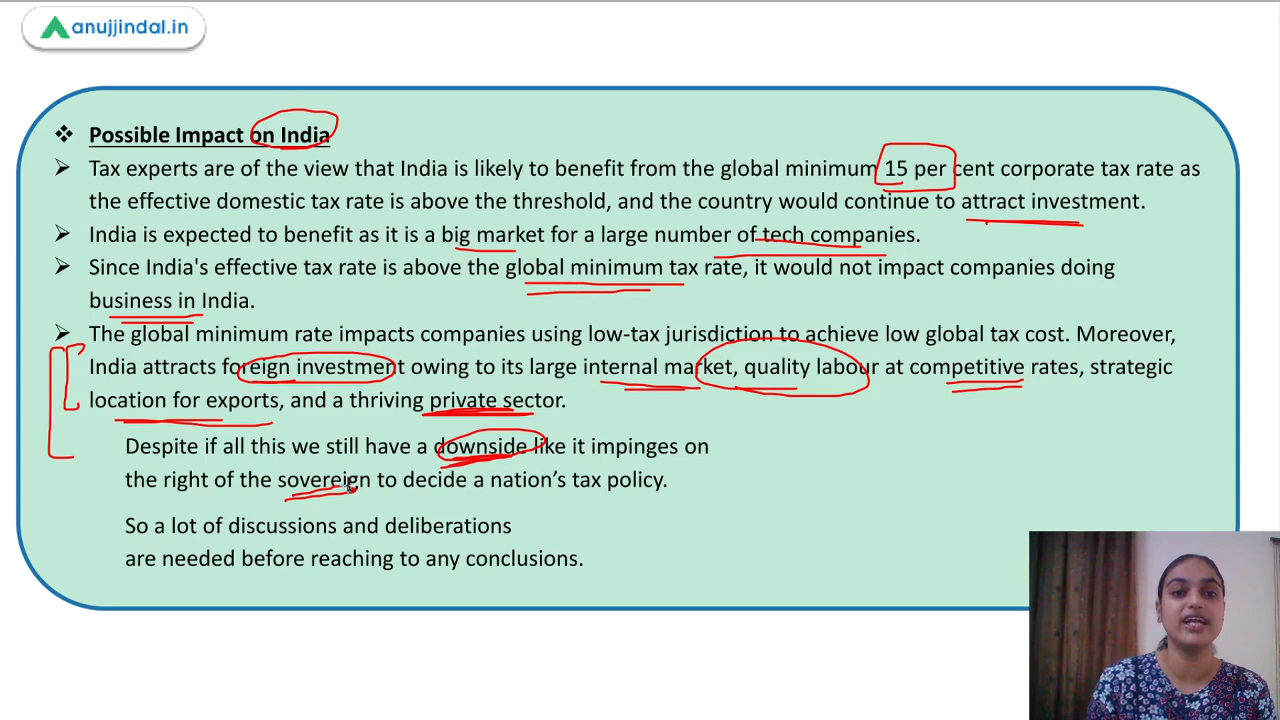 anujjindal.in
❖ Possible Impact on India
➢ Tax experts are of the view that India is likely to benefit from the global minimum 15 per cent corporate tax rate as
the effective domestic tax rate is above the threshold, and the country would continue to attract investment.
➢ India is expected to benefit as it is a big market for a large number of tech companies.
➢ Since India's effective tax rate is above the global minimum tax rate, it would not impact companies doing
business in India.
➢ The global minimum rate impacts companies using low-tax jurisdiction to achieve low global tax cost. Moreover,
India attracts foreign investment owing to its large internal market, quality labour at competitive rates, strategic
location for exports, and a thriving private sector.
Despite if all this we still have a downside like it impinges on
the right of the sovereign to decide a nation’s tax policy.
So a lot of discussions and deliberations
are needed before reaching to any conclusions.